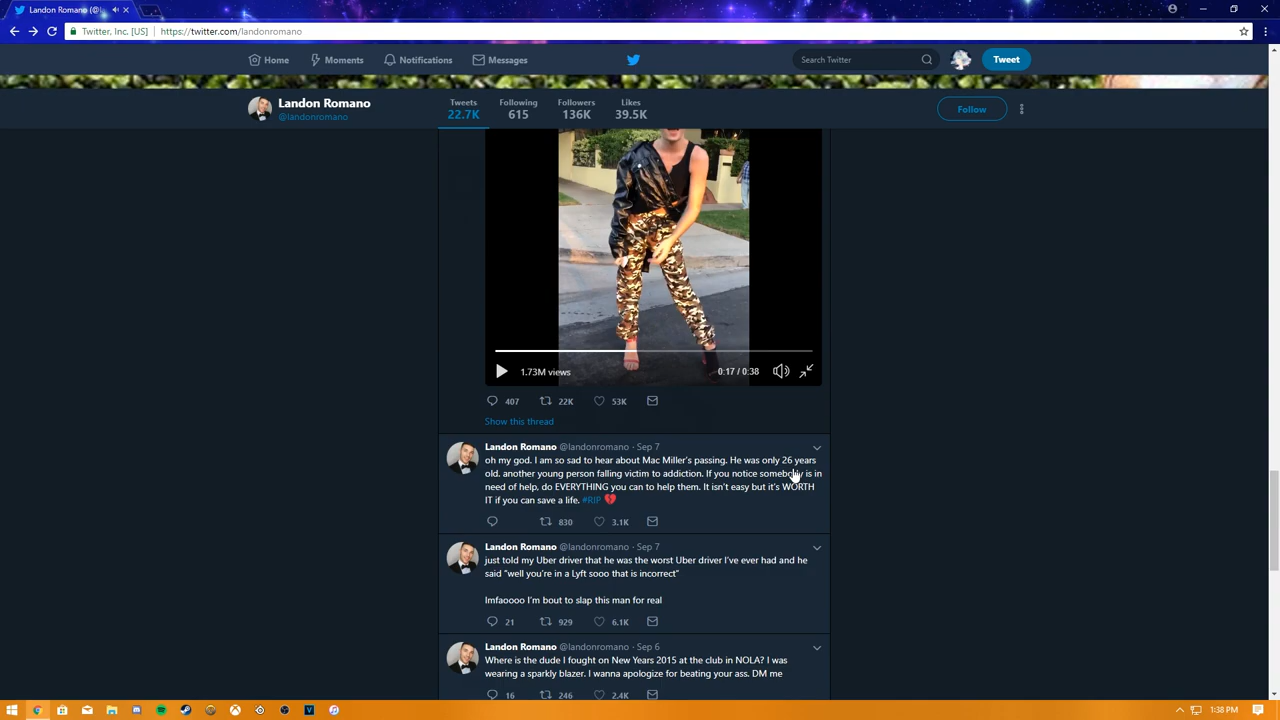 Landon Romano (@l
Twitter, Inc. [US]
https://twitter.com/landonromano
Home
Moments
Notifications
Messages
Search Twitter
Tweet
Landon Romano
@landonromano
Tweets
22.7K
Following
615
Followers
136K
Likes
39.5K
Follow
1.73M views
0:17 / 0:38
407 22K 53K
Show this thread
Landon Romano @landonromano · Sep 7
oh my god. I am so sad to hear about Mac Miller's passing. He was only 26 years
old. another young person falling victim to addiction. If you notice somebody is in
need of help, do EVERYTHING you can to help them. It isn't easy but it's WORTH
IT if you can save a life. #RIP 💔
830 3.1K
Landon Romano @landonromano · Sep 7
just told my Uber driver that he was the worst Uber driver I've ever had and he
said "well you're in a Lyft sooo that is incorrect"
lmfaoooo I'm bout to slap this man for real
21 929 6.1K
Landon Romano @landonromano · Sep 6
Where is the dude I fought on New Years 2015 at the club in NOLA? I was
wearing a sparkly blazer. I wanna apologize for beating your ass. DM me
16 246 2.4K
1:38 PM